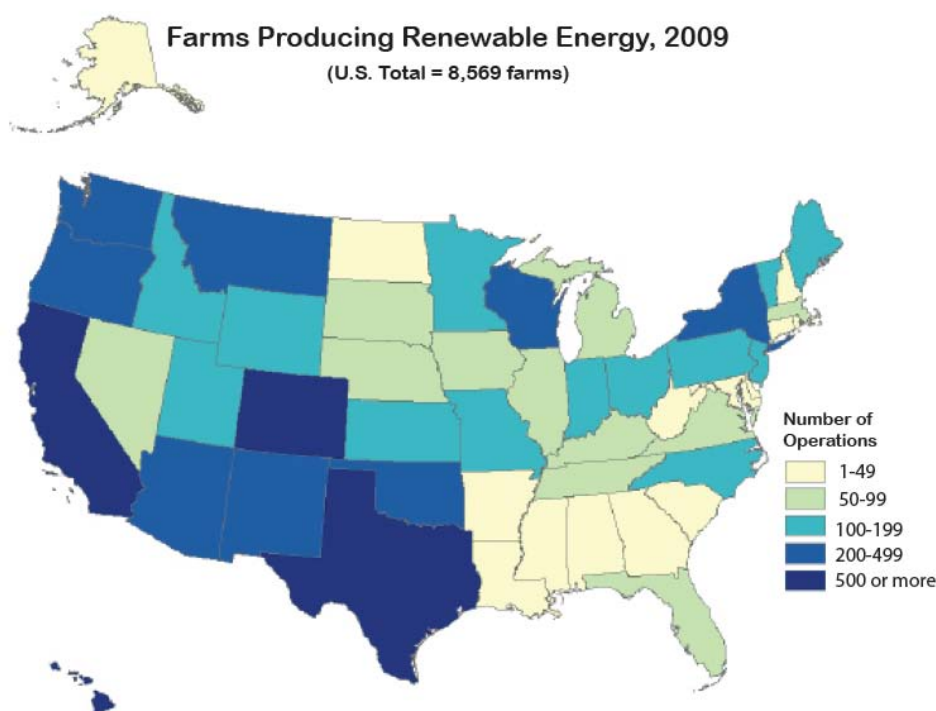 Farms Producing Renewable Energy, 2009
(U.S. Total = 8,569 farms)
Number of
Operations
1-49
50-99
100-199
200-499
500 or more